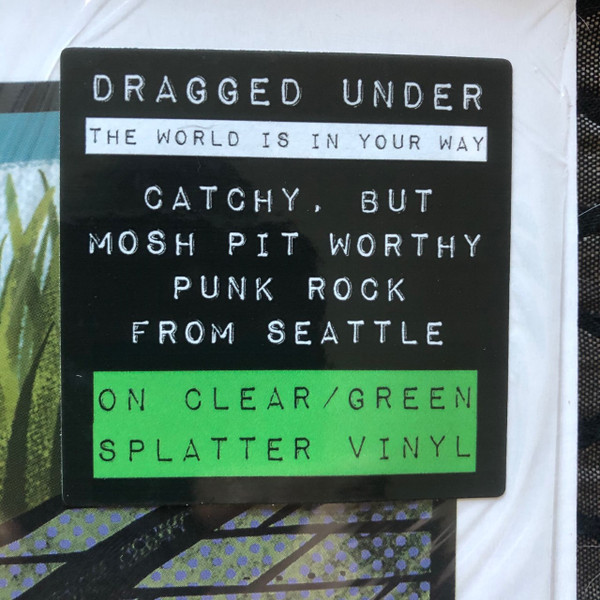 DRAGGED UNDER
THE WORLD IS IN YOUR WAY
CATCHY, BUT
MOSH PIT WORTHY
PUNK ROCK
FROM SEATTLE
ON CLEAR/GREEN
SPLATTER VINYL